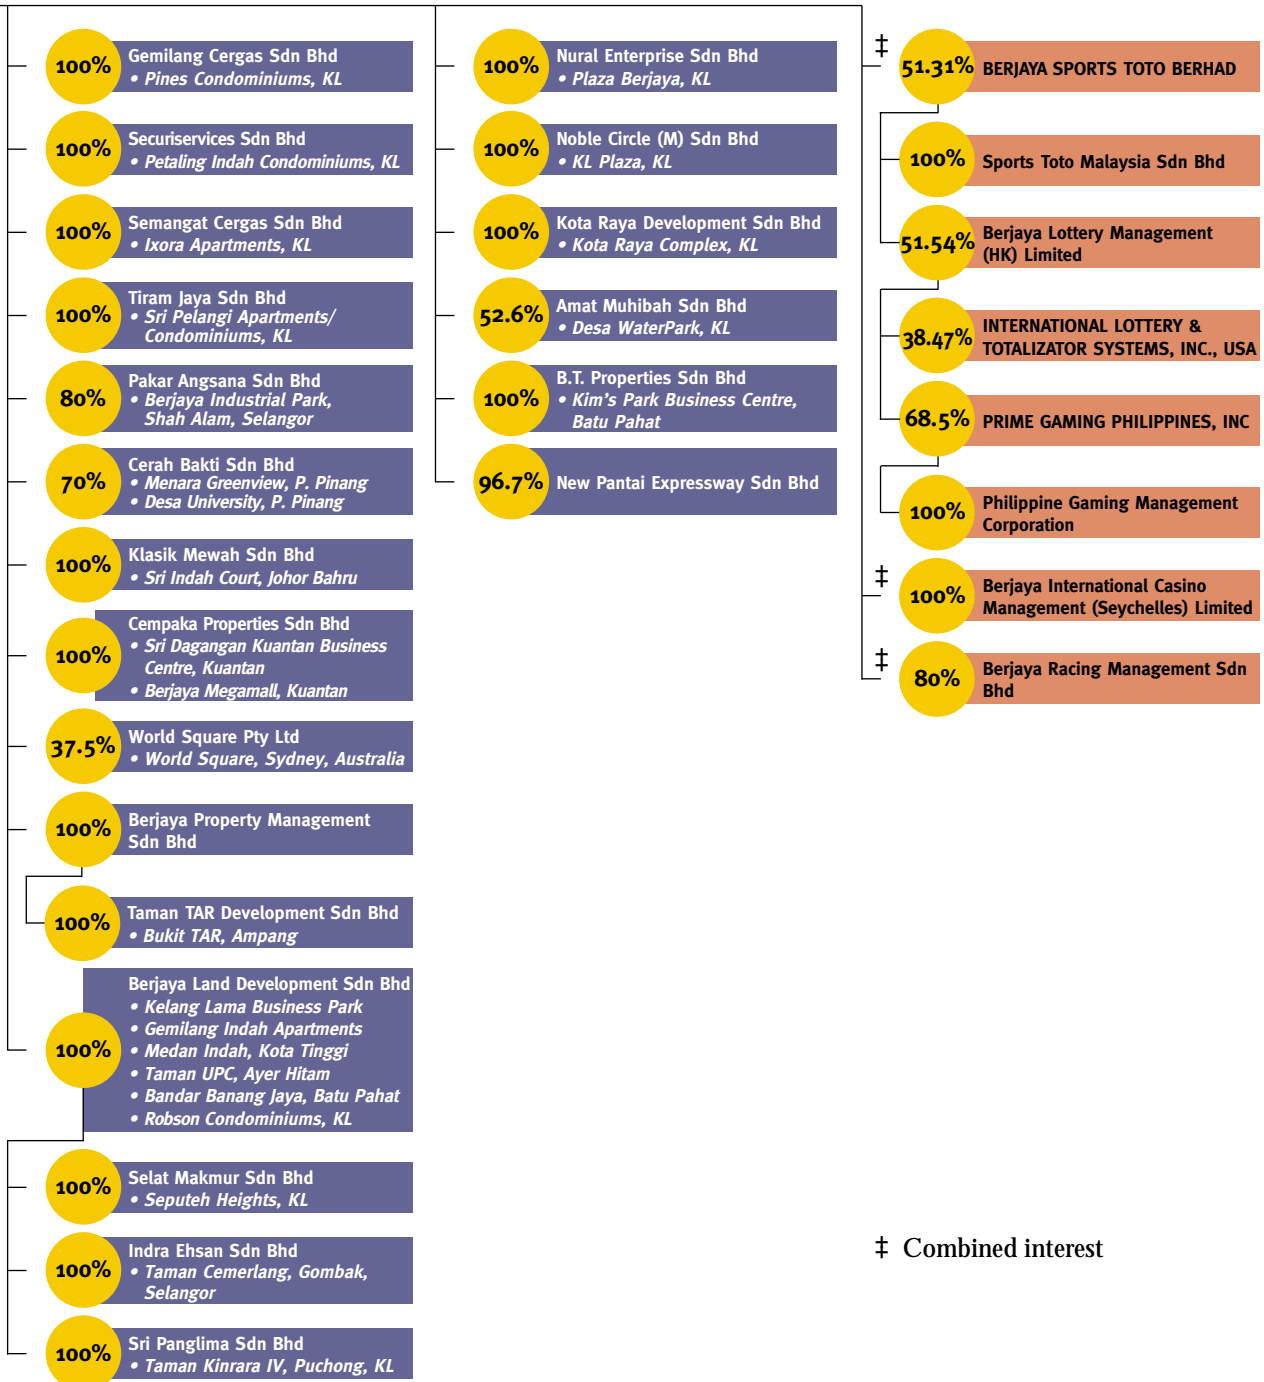 100%
Gemilang Cergas Sdn Bhd
• Pines Condominiums, KL
100%
Securiservices Sdn Bhd
• Petaling Indah Condominiums, KL
100%
Semangat Cergas Sdn Bhd
• Ixora Apartments, KL
100%
Tiram Jaya Sdn Bhd
• Sri Pelangi Apartments/
Condominiums, KL
80%
Pakar Angsana Sdn Bhd
• Berjaya Industrial Park,
Shah Alam, Selangor
70%
Cerah Bakti Sdn Bhd
• Menara Greenview, P. Pinang
• Desa University, P. Pinang
100%
Klasik Mewah Sdn Bhd
• Sri Indah Court, Johor Bahru
100%
Cempaka Properties Sdn Bhd
• Sri Dagangan Kuantan Business
Centre, Kuantan
• Berjaya Megamall, Kuantan
37.5%
World Square Pty Ltd
• World Square, Sydney, Australia
100%
Berjaya Property Management
Sdn Bhd
100%
Taman TAR Development Sdn Bhd
• Bukit TAR, Ampang
100%
Berjaya Land Development Sdn Bhd
• Kelang Lama Business Park
• Gemilang Indah Apartments
• Medan Indah, Kota Tinggi
• Taman UPC, Ayer Hitam
• Bandar Banang Jaya, Batu Pahat
• Robson Condominiums, KL
100%
Selat Makmur Sdn Bhd
• Seputeh Heights, KL
100%
Indra Ehsan Sdn Bhd
• Taman Cemerlang, Gombak,
Selangor
100%
Sri Panglima Sdn Bhd
• Taman Kinrara IV, Puchong, KL
100%
Nural Enterprise Sdn Bhd
• Plaza Berjaya, KL
100%
Noble Circle (M) Sdn Bhd
• KL Plaza, KL
100%
Kota Raya Development Sdn Bhd
• Kota Raya Complex, KL
52.6%
Amat Muhibah Sdn Bhd
• Desa WaterPark, KL
100%
B.T. Properties Sdn Bhd
• Kim's Park Business Centre,
Batu Pahat
96.7%
New Pantai Expressway Sdn Bhd
‡
51.31%
BERJAYA SPORTS TOTO BERHAD
100%
Sports Toto Malaysia Sdn Bhd
51.54%
Berjaya Lottery Management
(HK) Limited
38.47%
INTERNATIONAL LOTTERY &
TOTALIZATOR SYSTEMS, INC., USA
68.5%
PRIME GAMING PHILIPPINES, INC
100%
Philippine Gaming Management
Corporation
‡
100%
Berjaya International Casino
Management (Seychelles) Limited
‡
80%
Berjaya Racing Management Sdn
Bhd
‡ Combined interest